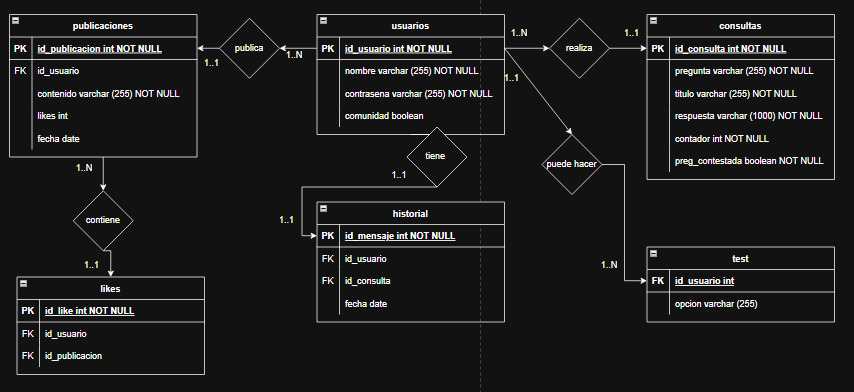 publicaciones
PK id_publicacion int NOT NULL
FK id_usuario
contenido varchar (255) NOT NULL
likes int
fecha date
publica
1..1
1..N
usuarios
PK id_usuario int NOT NULL
nombre varchar (255) NOT NULL
contrasena varchar (255) NOT NULL
comunidad boolean
1..N
realiza
1..1
1..1
consultas
PK id_consulta int NOT NULL
pregunta varchar (255) NOT NULL
titulo varchar (255) NOT NULL
respuesta varchar (1000) NOT NULL
contador int NOT NULL
preg_contestada boolean NOT NULL
tiene
1..1
1..1
puede hacer
1..N
1..N
contiene
1..1
historial
PK id_mensaje int NOT NULL
FK id_usuario
FK id_consulta
fecha date
test
FK id_usuario int
opcion varchar (255)
likes
PK id_like int NOT NULL
FK id_usuario
FK id_publicacion